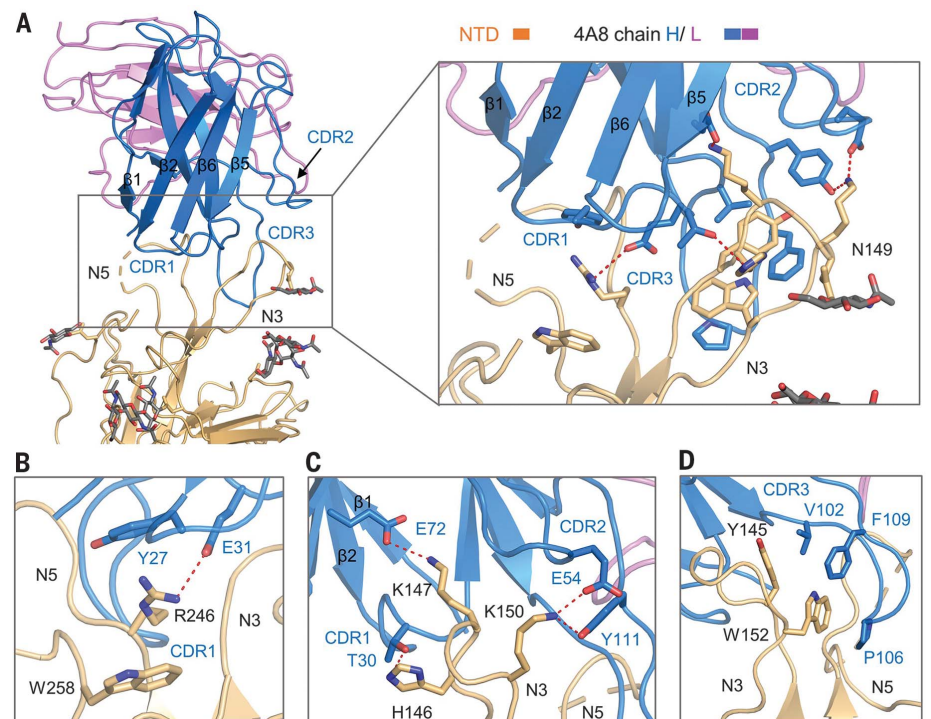 A
NTD
4A8 chain H/ L
CDR2
β1
β2
β6
β5
CDR1
CDR3
N5
N3
β1
β2
β6
β5
CDR2
CDR1
CDR3
N5
N149
N3
B
Y27
E31
N5
R246
N3
CDR1
W258
C
β1
E72
β2
CDR2
K147
E54
K150
CDR1
T30
Y111
N3
H146
N5
D
CDR3
V102
Y145
F109
W152
P106
N3
N5